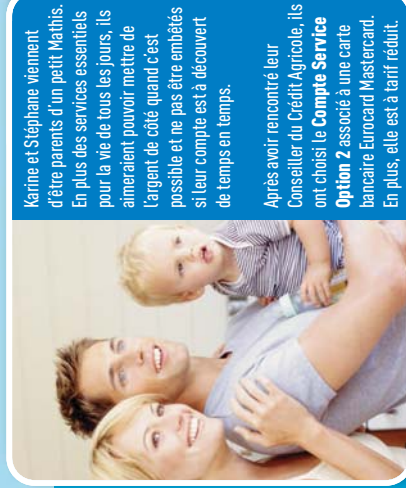 Karine et Stéphane viennent
d'être parents d'un petit Mathis.
En plus des services essentiels
pour la vie de tous les jours, ils
aimeraient pouvoir mettre de
l'argent de côté quand c'est
possible et ne pas être embêtés
si leur compte est à découvert
de temps en temps.
Après avoir rencontré leur
Conseiller du Crédit Agricole, ils
ont choisi le Compte Service
Option 2 associé à une carte
bancaire Eurocard Mastercard.
En plus, elle est à tarif réduit.